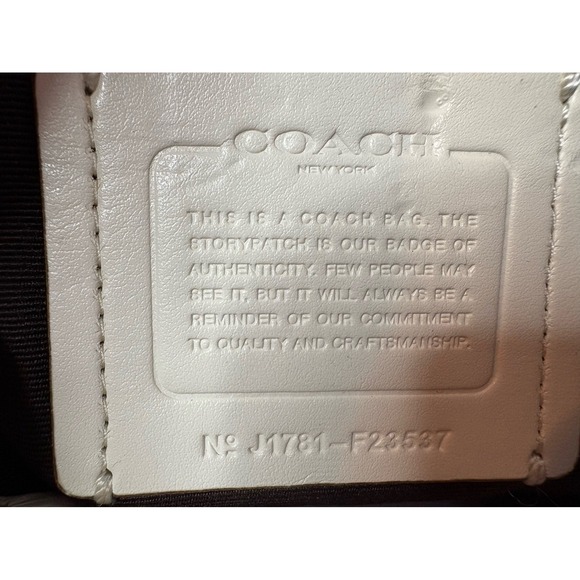 COACH
NEW YORK
THIS IS A COACH BAG. THE
STORYPATCH IS OUR BADGE OF
AUTHENTICITY. FEW PEOPLE MAY
SEE IT, BUT IT WILL ALWAYS BE A
REMINDER OF OUR COMMITMENT
TO QUALITY AND CRAFTSMANSHIP.
Nº J1781-F23537